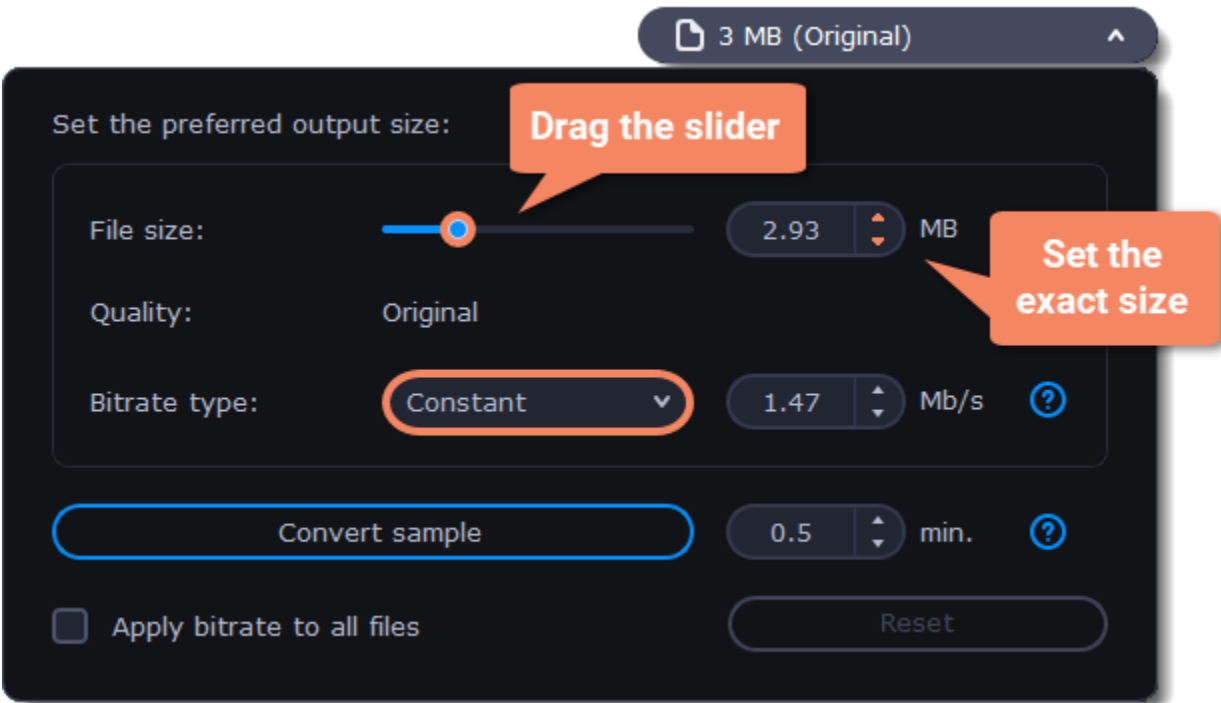 3 MB (Original)
Set the preferred output size:
Drag the slider
File size:
2.93
MB
Set the
exact size
Quality:
Original
Bitrate type:
Constant
1.47
Mb/s
?
Convert sample
0.5
min.
?
Apply bitrate to all files
Reset